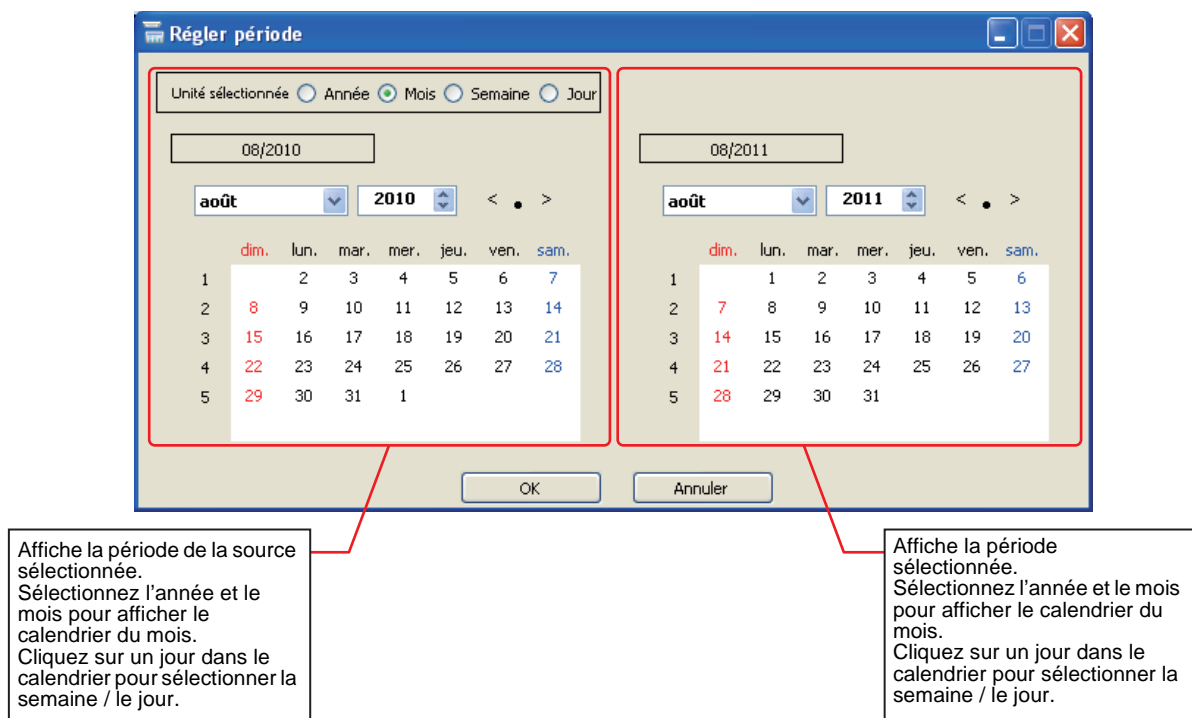 Régler période
Unité sélectionnée Année Mois Semaine Jour
08/2010
août 2010 < . >
dim. lun. mar. mer. jeu. ven. sam.
1 2 3 4 5 6 7
2 8 9 10 11 12 13 14
3 15 16 17 18 19 20 21
4 22 23 24 25 26 27 28
5 29 30 31 1
08/2011
août 2011 < . >
dim. lun. mar. mer. jeu. ven. sam.
1 1 2 3 4 5 6
2 7 8 9 10 11 12 13
3 14 15 16 17 18 19 20
4 21 22 23 24 25 26 27
5 28 29 30 31
OK Annuler
Affiche la période de la source
sélectionnée.
Sélectionnez l’année et le
mois pour afficher le
calendrier du mois.
Cliquez sur un jour dans le
calendrier pour sélectionner la
semaine / le jour.
Affiche la période
sélectionnée.
Sélectionnez l’année et le mois
pour afficher le calendrier du
mois.
Cliquez sur un jour dans le
calendrier pour sélectionner la
semaine / le jour.